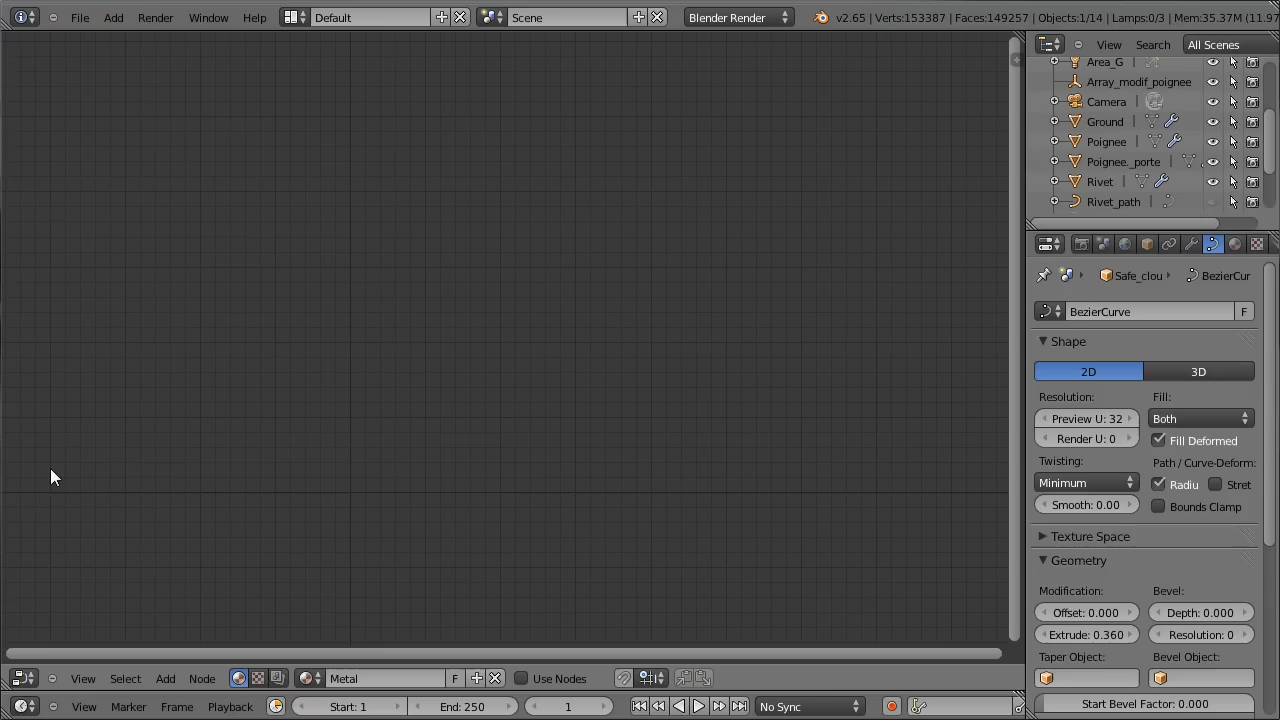 File Add Render Window Help Default Scene Blender Render v2.65 | Verts:153387 | Faces:149257 | Objects:1/14 | Lamps:0/3 | Mem:35.37M (11.97
View Search All Scenes
Area_G
Array_modif_poignee
Camera
Ground
Poignee
Poignee._porte
Rivet
Rivet_path
Safe_clou BezierCur
BezierCurve F
Shape
2D 3D
Resolution: Fill:
Preview U: 32 Both
Render U: 0 Fill Deformed
Twisting: Path / Curve-Deform:
Minimum Radiu Stret
Smooth: 0.00 Bounds Clamp
Texture Space
Geometry
Modification: Bevel:
Offset: 0.000 Depth: 0.000
Extrude: 0.360 Resolution: 0
Taper Object: Bevel Object:
Start Bevel Factor: 0.000
View Select Add Node Metal F Use Nodes
View Marker Frame Playback Start: 1 End: 250 1 No Sync